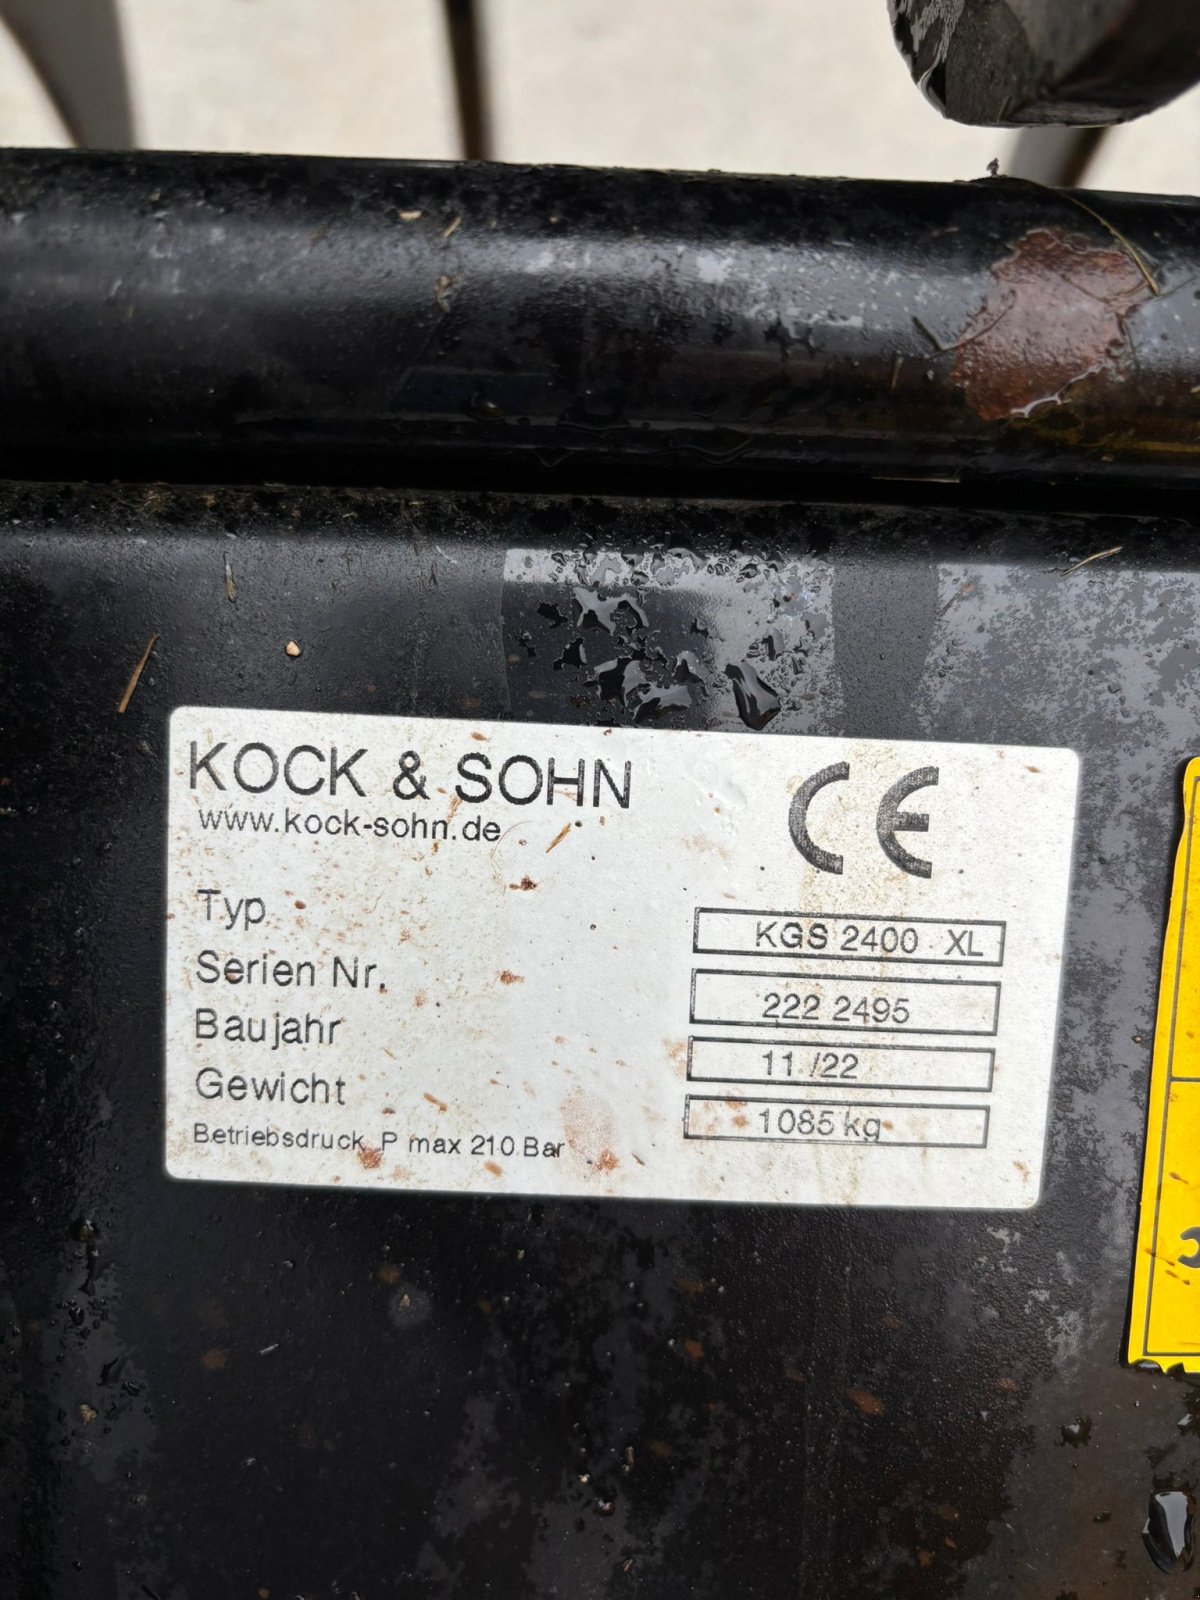 KOCK & SOHN
www.kock-sohn.de
CE
Typ KGS 2400 XL
Serien Nr. 222 2495
Baujahr 11/22
Gewicht 1085 kg
Betriebsdruck P max 210 Bar